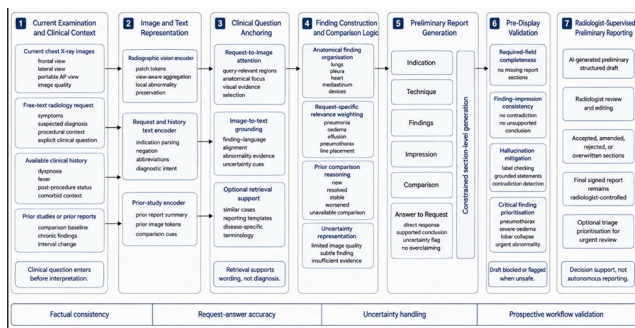 1 Current Examination and Clinical Context
Current chest X-ray images
frontal view
lateral view
portable AP view
image quality
Free-text radiology request
symptoms
suspected diagnosis
procedural context
explicit clinical question
Available clinical history
dyspnoea
fever
post-procedure status
comorbid context
Prior studies or prior reports
comparison baseline
chronic findings
interval change
Clinical question enters
before interpretation.
2 Image and Text Representation
Radiographic vision encoder
patch tokens
view-aware aggregation
local abnormality
preservation
Request and history
text encoder
indication parsing
negation
abbreviations
diagnostic intent
Prior-study encoder
prior report summary
prior image tokens
comparison cues
3 Clinical Question Anchoring
Request-to-image
attention
query-relevant regions
anatomical focus
visual evidence
selection
Image-to-text
grounding
finding–language
alignment
abnormality evidence
uncertainty cues
Optional retrieval
support
similar cases
reporting templates
disease-specific
terminology
Retrieval supports
wording, not diagnosis.
4 Finding Construction and Comparison Logic
Anatomical finding
organisation
lungs
pleura
heart
mediastinum
devices
Request-specific
relevance weighting
pneumonia
oedema
effusion
pneumothorax
line placement
Prior comparison
reasoning
new
resolved
stable
worsened
unavailable comparison
Uncertainty
representation
limited image quality
subtle finding
insufficient evidence
5 Preliminary Report Generation
Indication
Technique
Findings
Impression
Comparison
Answer to Request
direct response
supported conclusion
uncertainty flag
no overclaiming
Constrained section-level generation
6 Pre-Display Validation
Required-field
completeness
no missing report
sections
Finding–impression
consistency
no contradiction
no unsupported
conclusion
Hallucination
mitigation
label checking
grounded statements
contradiction detection
Critical finding
prioritisation
pneumothorax
severe oedema
lobar collapse
urgent abnormality
Draft blocked or flagged
when unsafe.
7 Radiologist-Supervised Preliminary Reporting
AI-generated preliminary
structured draft
Radiologist review
and editing
Accepted, amended,
rejected, or
overwritten sections
Final signed report
remains
radiologist-controlled
Optional triage
prioritisation for
urgent review
Decision support, not
autonomous reporting.
Factual consistency
Request-answer accuracy
Uncertainty handling
Prospective workflow validation